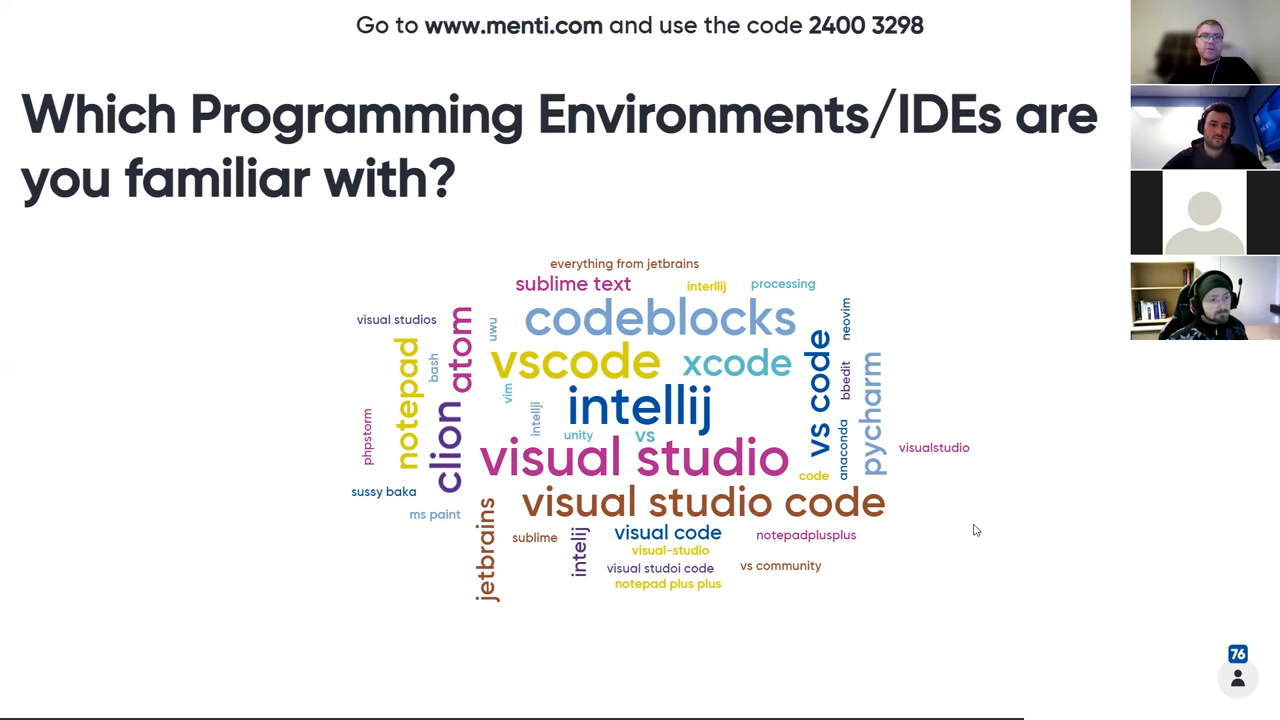 Go to www.menti.com and use the code 2400 3298
Which Programming Environments/IDEs are
you familiar with?
everything from jetbrains
sublime text
interllij
processing
visual studios
uwu
codeblocks
neovim
atom
notepad
bash
vscode
xcode
vs code
bbedit
pycharm
vim
intellij
intellji
phpstorm
clion
unity
vs
anaconda
visual studio
visualstudio
code
sussy baka
visual studio code
ms paint
jetbrains
sublime
intelij
visual code
notepadplusplus
visual-studio
visual studoi code
vs community
notepad plus plus
76